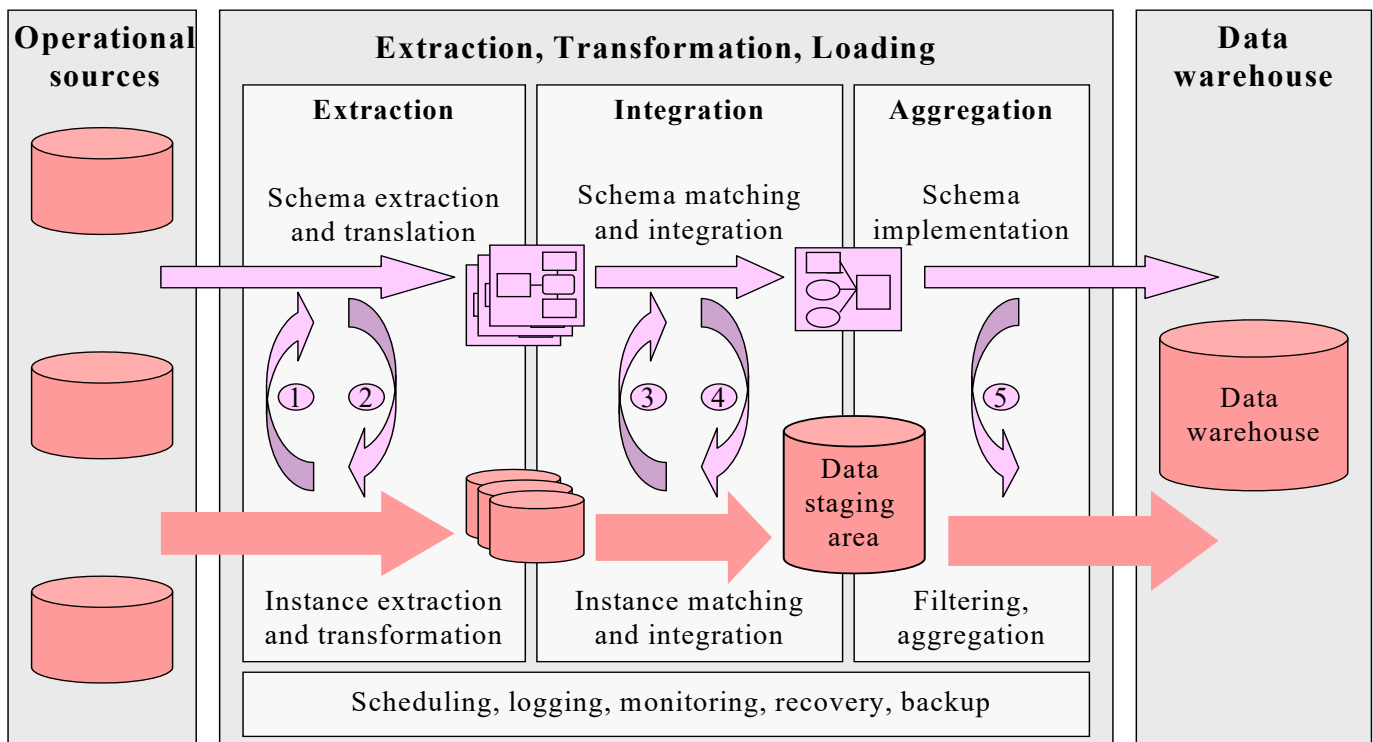 Operational
sources
Extraction, Transformation, Loading
Data
warehouse
Extraction
Integration
Aggregation
Schema extraction
and translation
Schema matching
and integration
Schema
implementation
1
2
3
4
5
Data
staging
area
Data
warehouse
Instance extraction
and transformation
Instance matching
and integration
Filtering,
aggregation
Scheduling, logging, monitoring, recovery, backup